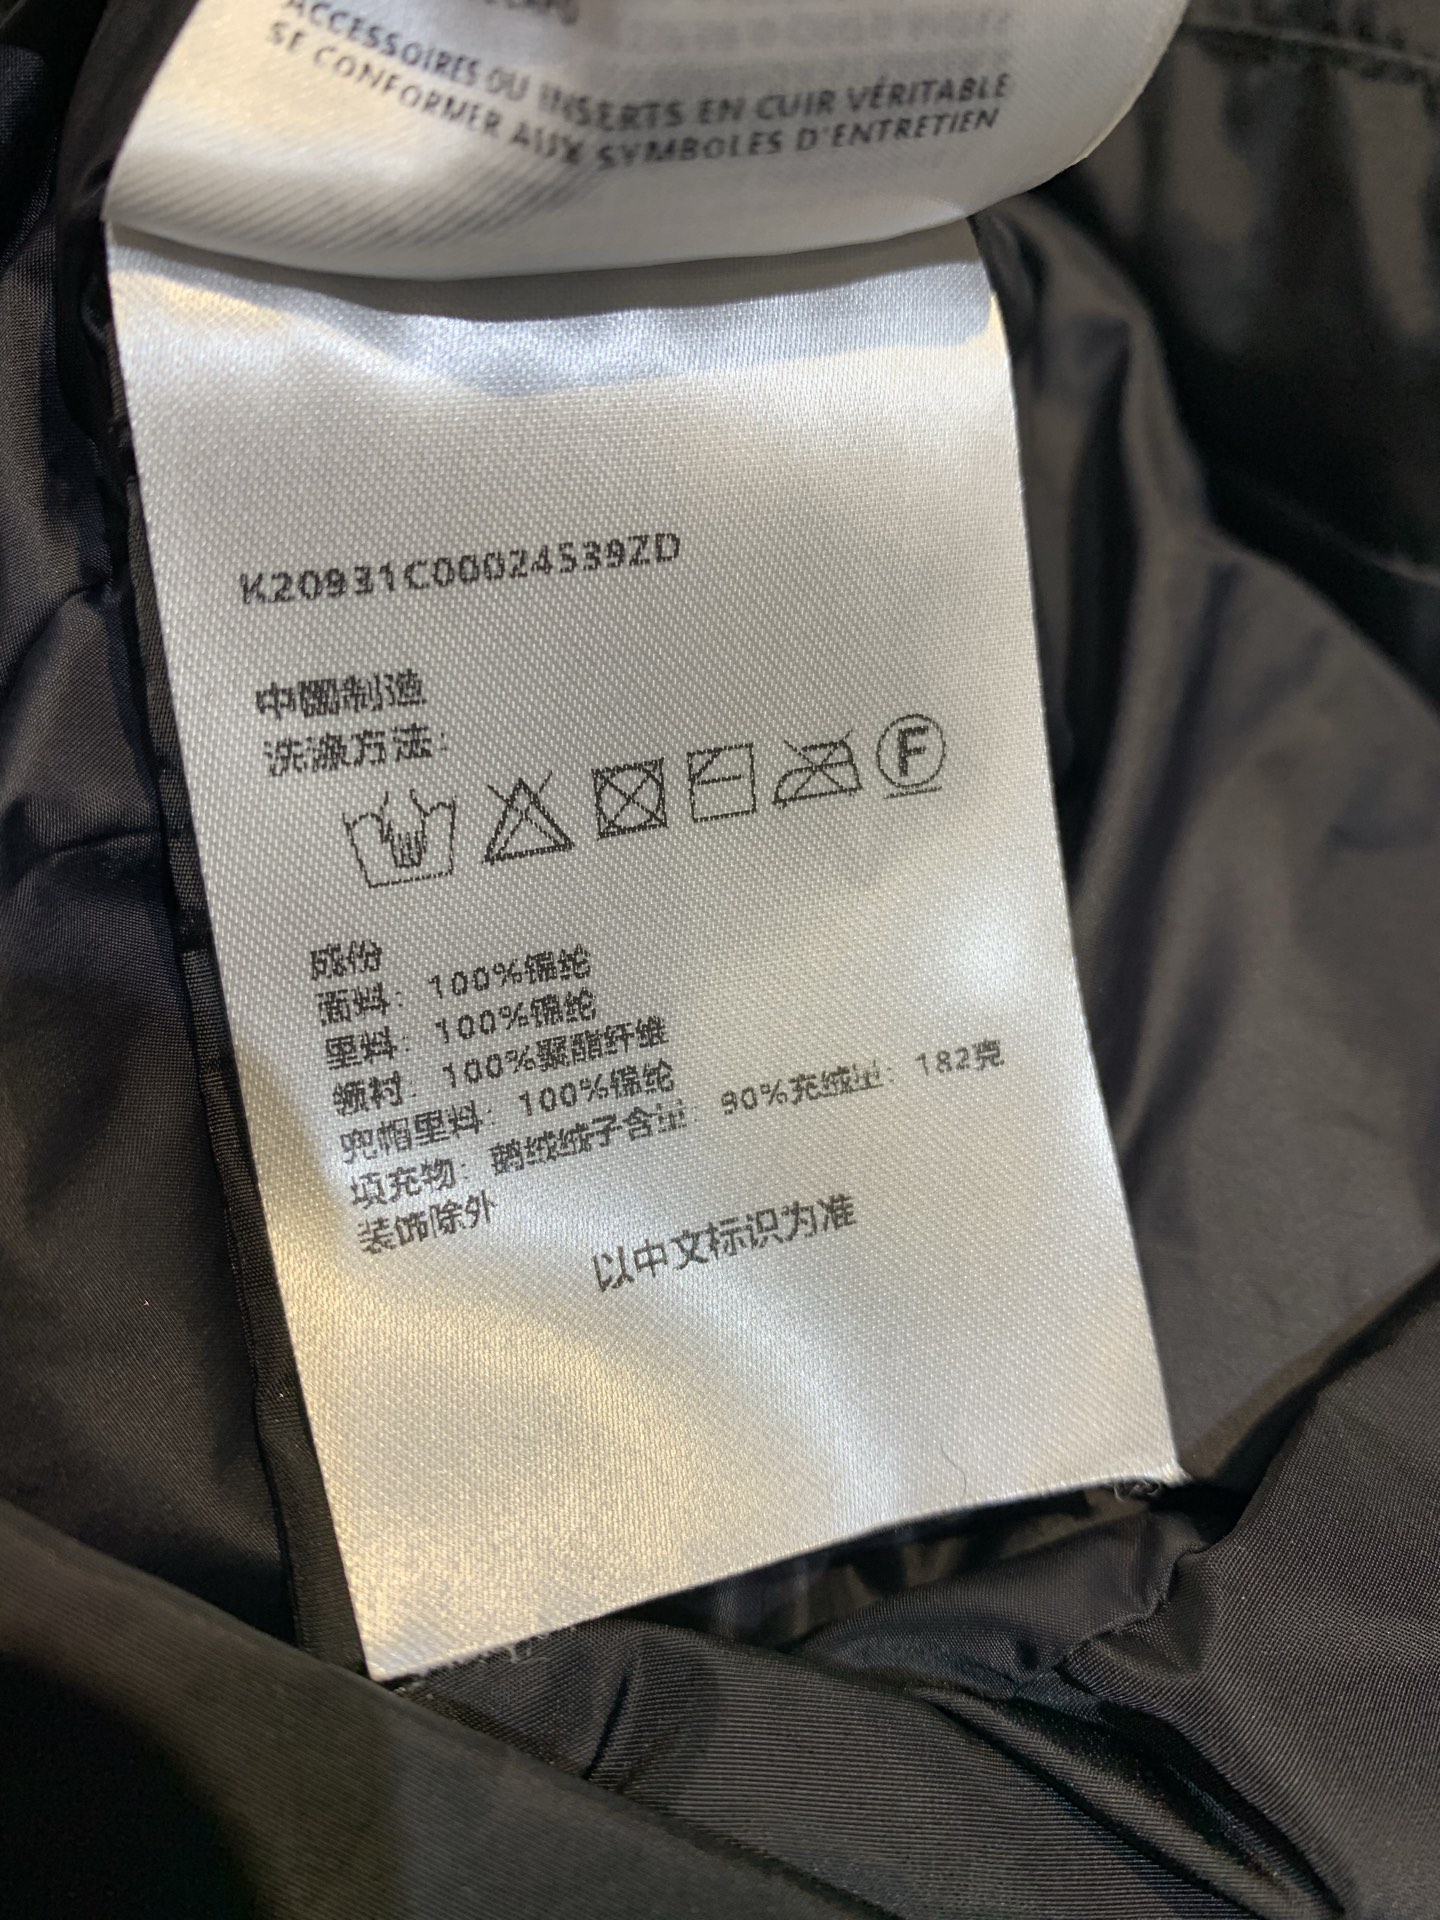 ACCESSOIRES OU INSERTS EN CUIR VÉRITABLE
SE CONFORMER AUX SYMBOLES D'ENTRETIEN
K20931C00024539ZD
中国制造
洗涤方法:
F
成份
面料: 100%锦纶
里料: 100%锦纶
领衬: 100%聚酯纤维
兜帽里料: 100%锦纶
填充物: 鹅绒绒子含量: 90%充绒量: 182克
装饰除外
以中文标识为准